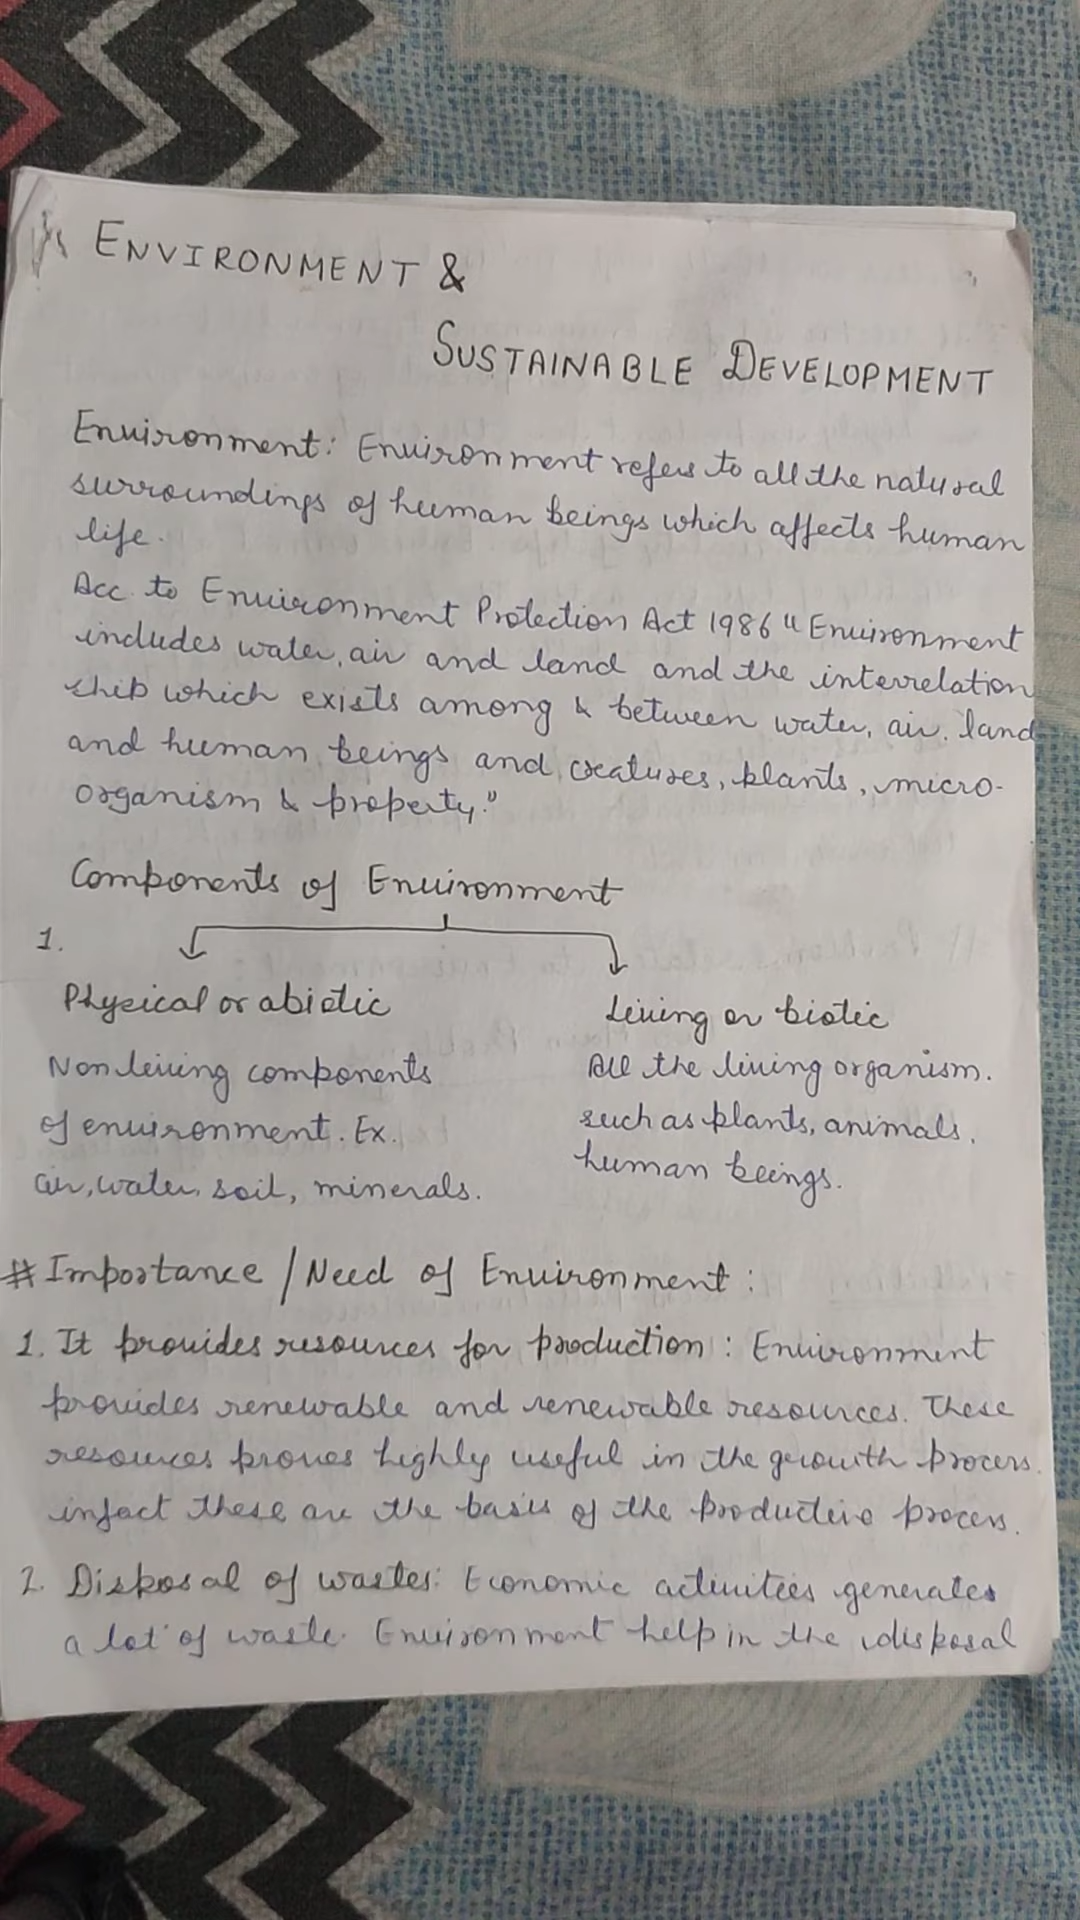 ENVIRONMENT &
SUSTAINABLE DEVELOPMENT
Environment: Environment refers to all the natural
surroundings of human beings which affects human
life.
Acc. to Environment Protection Act 1986 "Environment
includes water, air and land and the interrelation
ship which exists among & between water, air, land
and human beings and creatures, plants, micro-
organism & property."
Components of Environment
1.
Physical or abiotic
Non living components
of environment. Ex.
air, water, soil, minerals.
Living or biotic
All the living organism.
such as plants, animals,
human beings.
# Importance / Need of Environment :
1. It provides resources for production : Environment
provides renewable and renewable resources. These
resources proves highly useful in the growth process.
infact these are the basis of the productive process.
2. Disposal of wastes: Economic activities generates
a lot of waste. Environment help in the disposal